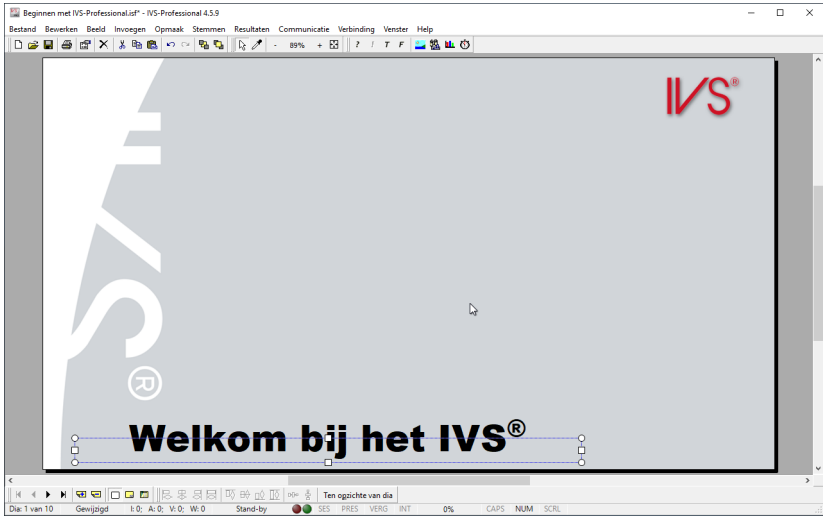 Beginnen met IVS-Professional.isf* - IVS-Professional 4.5.9
Bestand Bewerken Beeld Invoegen Opmaak Stemmen Resultaten Communicatie Verbinding Venster Help
- 89% + ? ! T F
IVS®
IVS®
Welkom bij het IVS®
Ten opzichte van dia
Dia: 1 van 10 Gewijzigd I: 0; A: 0; V: 0; W: 0 Stand-by SES PRES VERG INT 0% CAPS NUM SCRL